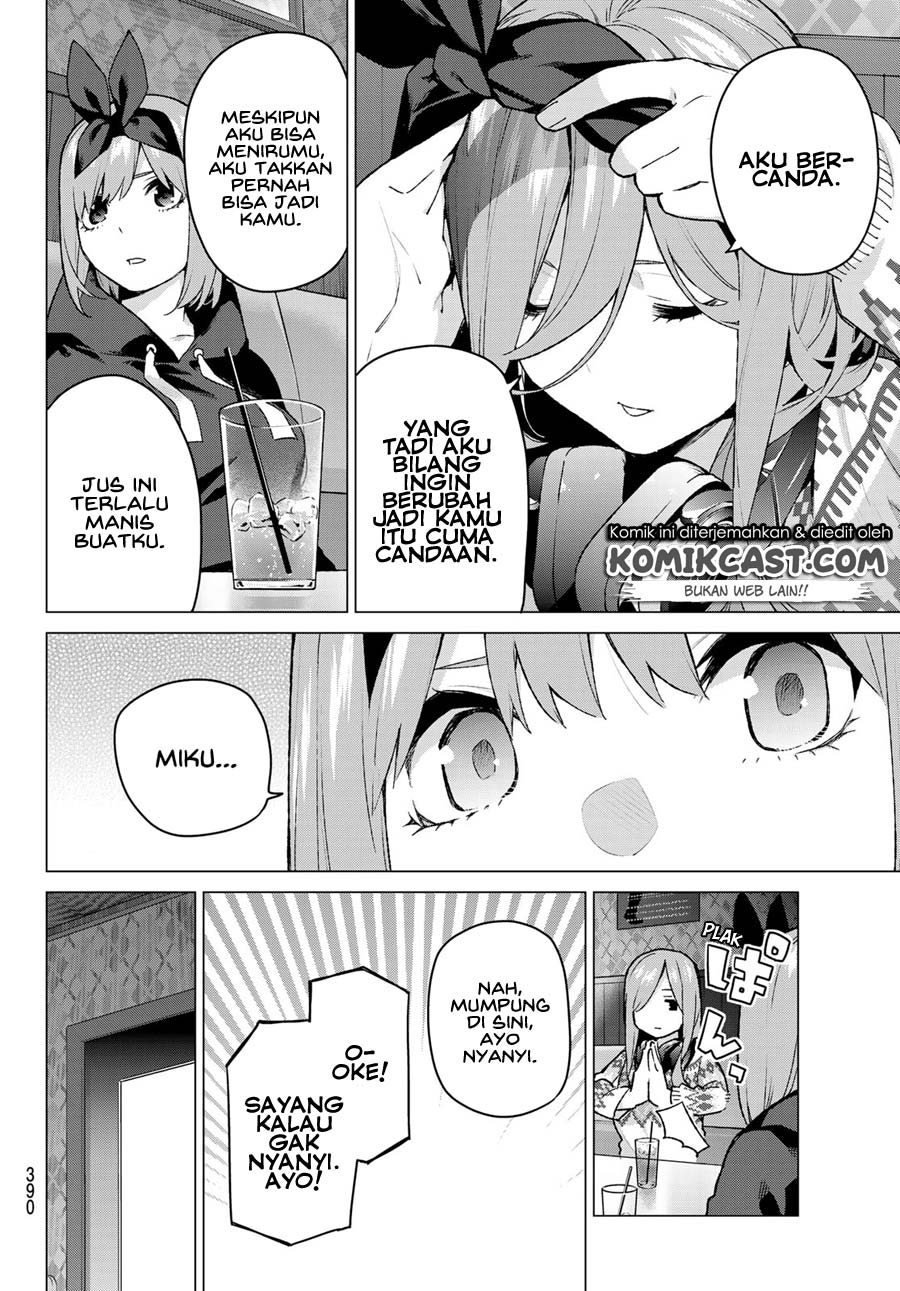 AKU BER-
CANDA.
YANG
TADI AKU
BILANG
INGIN
BERUBAH
JADI KAMU
ITU CUMA
CANDAAN.
MESKIPUN
AKU BISA
MENIRUMU,
AKU TAKKAN
PERNAH
BISA JADI
KAMU.
JUS INI
TERLALU
MANIS
BUATKU.
Komik ini diterjemahkan & diedit oleh
KOMIKCAST.COM
BUKAN WEB LAIN!!
MIKU...
PLAK
ぱん
NAH,
MUMPUNG
DI SINI,
AYO
NYANYI.
O-
OKE!
SAYANG
KALAU
GAK
NYANYI.
AYO!
390